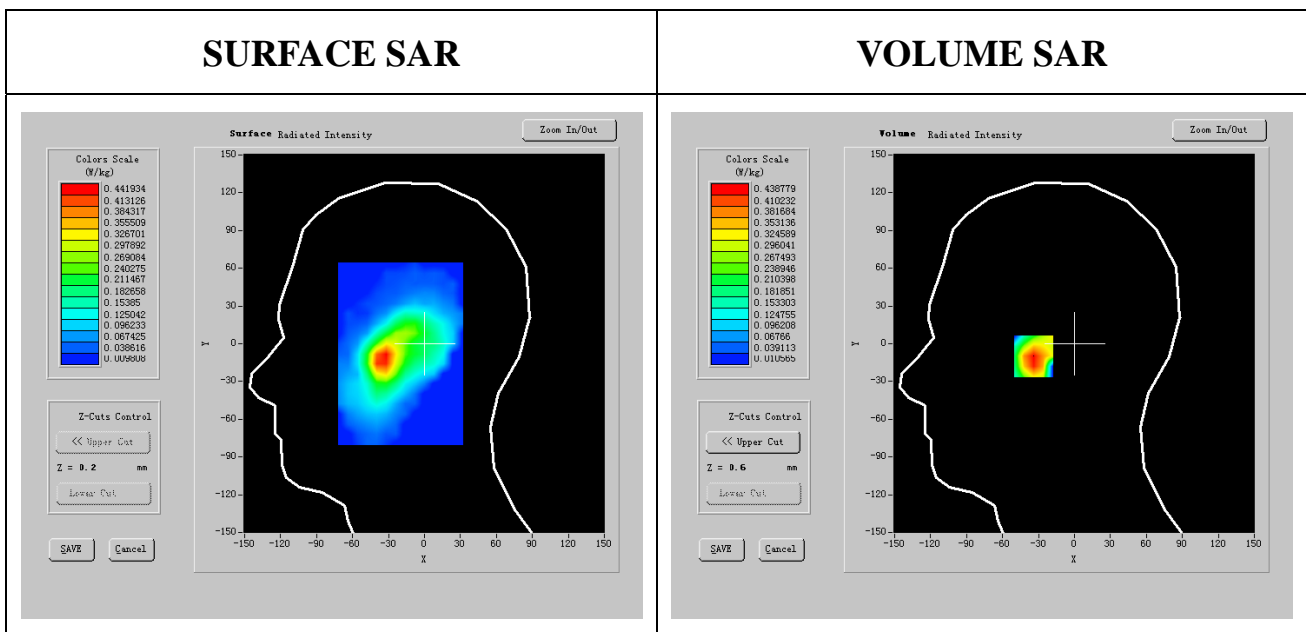 SURFACE SAR
VOLUME SAR
Surface Radiated Intensity
Zoom In/Out
Colors Scale
(W/kg)
0.441934
0.413126
0.384317
0.355509
0.326701
0.297892
0.269084
0.240275
0.211467
0.182658
0.15385
0.125042
0.096233
0.067425
0.038616
0.009808
Z-Cuts Control
<< Upper Cut
Z = 0.2 mm
Lower Cut
SAVE
Cancel
150
120
90
60
30
0
-30
-60
-90
-120
-150
Y
-150 -120 -90 -60 -30 0 30 60 90 120 150
X
Volume Radiated Intensity
Zoom In/Out
Colors Scale
(W/kg)
0.438779
0.410232
0.381684
0.353136
0.324589
0.296041
0.267493
0.238946
0.210398
0.181851
0.153303
0.124755
0.096208
0.06766
0.039113
0.010565
Z-Cuts Control
<< Upper Cut
Z = 0.6 mm
Lower Cut
SAVE
Cancel
150
120
90
60
30
0
-30
-60
-90
-120
-150
Y
-150 -120 -90 -60 -30 0 30 60 90 120 150
X